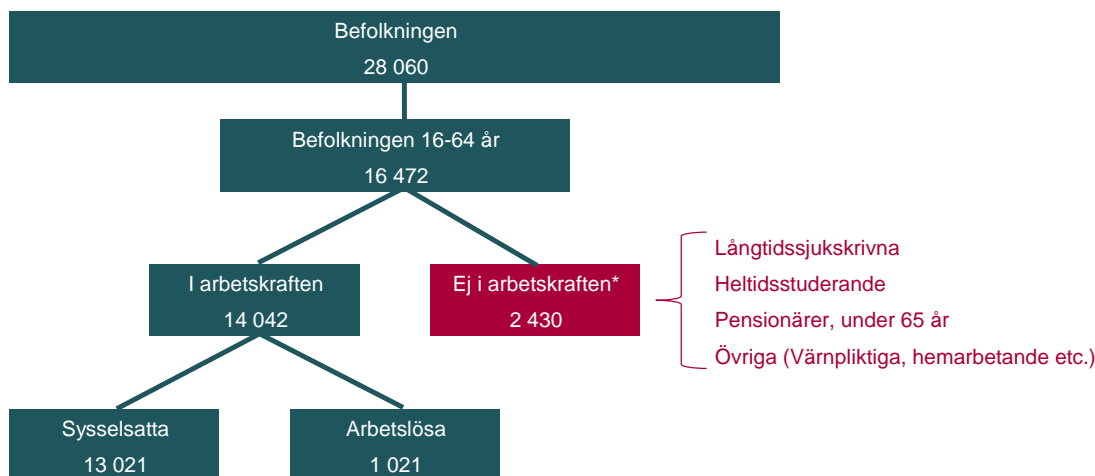 Befolkningen
28 060
Befolkningen 16-64 år
16 472
I arbetskraften
14 042
Ej i arbetskraften*
2 430
Långtidssjukskrivna
Heltidsstuderande
Pensionärer, under 65 år
Övriga (Värnpliktiga, hemarbetande etc.)
Sysselsatta
13 021
Arbetslösa
1 021